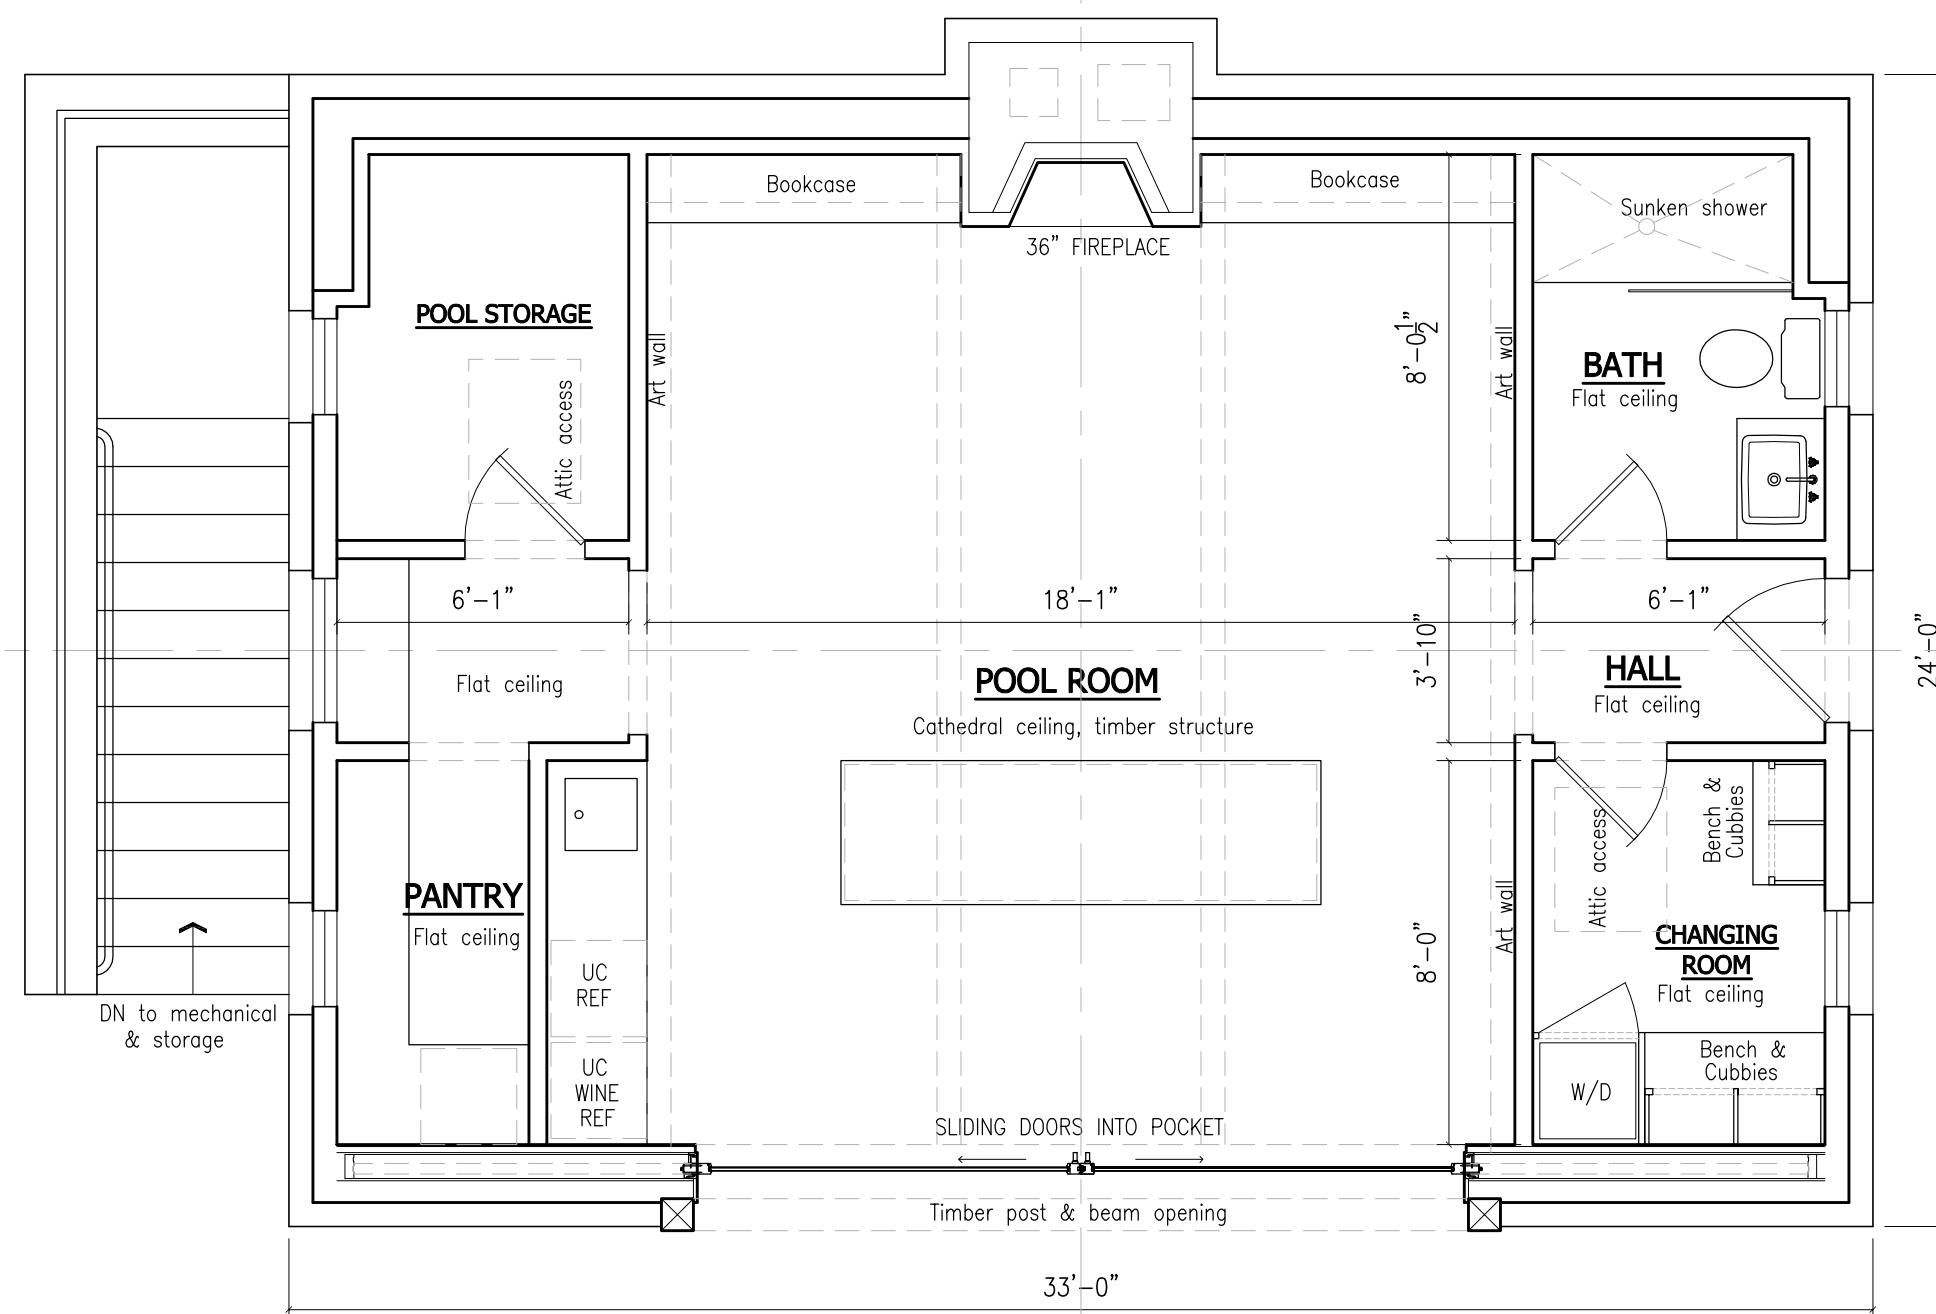 Bookcase
Bookcase
Sunken shower
36" FIREPLACE
POOL STORAGE
Art wall
8'-0 1/2"
Art wall
BATH
Flat ceiling
Attic access
6'-1"
18'-1"
6'-1"
3'-10"
24'-0"
Flat ceiling
POOL ROOM
Cathedral ceiling, timber structure
HALL
Flat ceiling
Bench &
Cubbies
Attic access
PANTRY
Flat ceiling
Art wall
8'-0"
CHANGING
ROOM
Flat ceiling
UC
REF
DN to mechanical
& storage
UC
WINE
REF
Bench &
Cubbies
W/D
SLIDING DOORS INTO POCKET
Timber post & beam opening
33'-0"